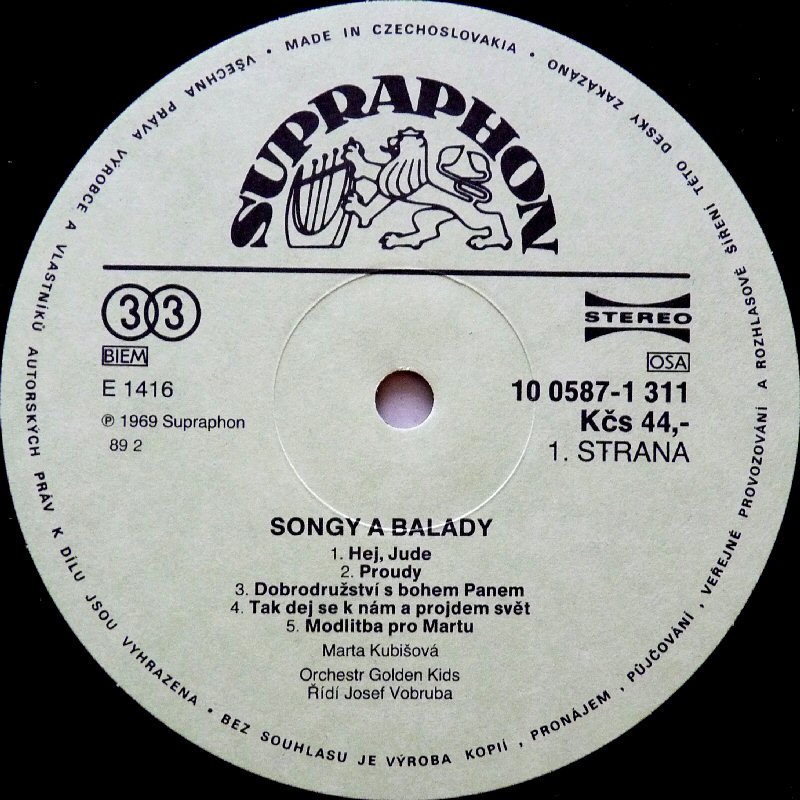 • MADE IN CZECHOSLOVAKIA •
VŠECHNA PRÁVA VÝROBCE A VLASTNÍKŮ AUTORSKÝCH PRÁV K DÍLU JSOU VYHRAZENA • BEZ SOUHLASU JE VÝROBA KOPIÍ , PRONÁJEM , PŮJČOVÁNÍ , VEŘEJNÉ PROVOZOVÁNÍ A ROZHLASOVÉ ŠÍŘENÍ TÉTO DESKY ZAKÁZÁNO
SUPRAPHON
33
STEREO
BIEM
OSA
E 1416
10 0587-1 311
℗ 1969 Supraphon
Kčs 44,-
89 2
1. STRANA
SONGY A BALADY
1. Hej, Jude
2. Proudy
3. Dobrodružství s bohem Panem
4. Tak dej se k nám a projdem svět
5. Modlitba pro Martu
Marta Kubišová
Orchestr Golden Kids
Řídí Josef Vobruba